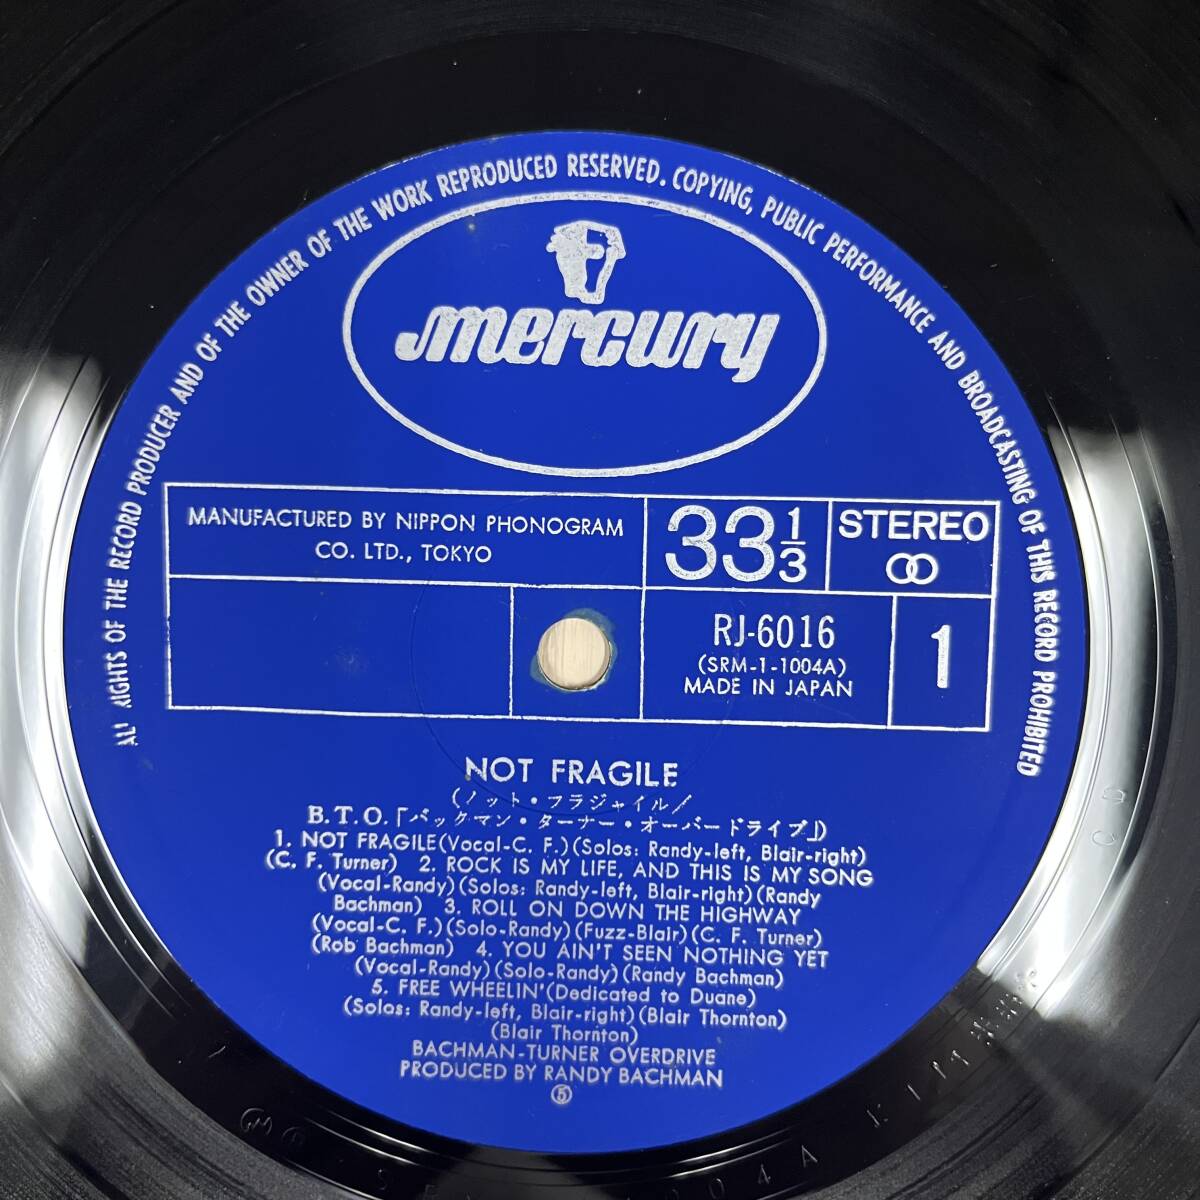 ALL RIGHTS OF THE RECORD PRODUCER AND OF THE OWNER OF THE WORK REPRODUCED RESERVED. COPYING, PUBLIC PERFORMANCE AND BROADCASTING OF THIS RECORD PROHIBITED
mercury
MANUFACTURED BY NIPPON PHONOGRAM
CO. LTD., TOKYO
33 1/3
STEREO
RJ-6016
(SRM-1-1004A)
MADE IN JAPAN
1
NOT FRAGILE
(ノット・フラジャイル/
B.T.O.「バックマン・ターナー・オーバードライブ」)
1. NOT FRAGILE(Vocal-C. F.)(Solos: Randy-left, Blair-right)
(C. F. Turner) 2. ROCK IS MY LIFE, AND THIS IS MY SONG
(Vocal-Randy)(Solos: Randy-left, Blair-right)(Randy
Bachman) 3. ROLL ON DOWN THE HIGHWAY
(Vocal-C. F.)(Solo-Randy)(Fuzz-Blair)(C. F. Turner)
(Rob Bachman) 4. YOU AIN'T SEEN NOTHING YET
(Vocal-Randy)(Solo-Randy)(Randy Bachman)
5. FREE WHEELIN'(Dedicated to Duane)
(Solos: Randy-left, Blair-right)(Blair Thornton)
(Blair Thornton)
BACHMAN-TURNER OVERDRIVE
PRODUCED BY RANDY BACHMAN
⑤